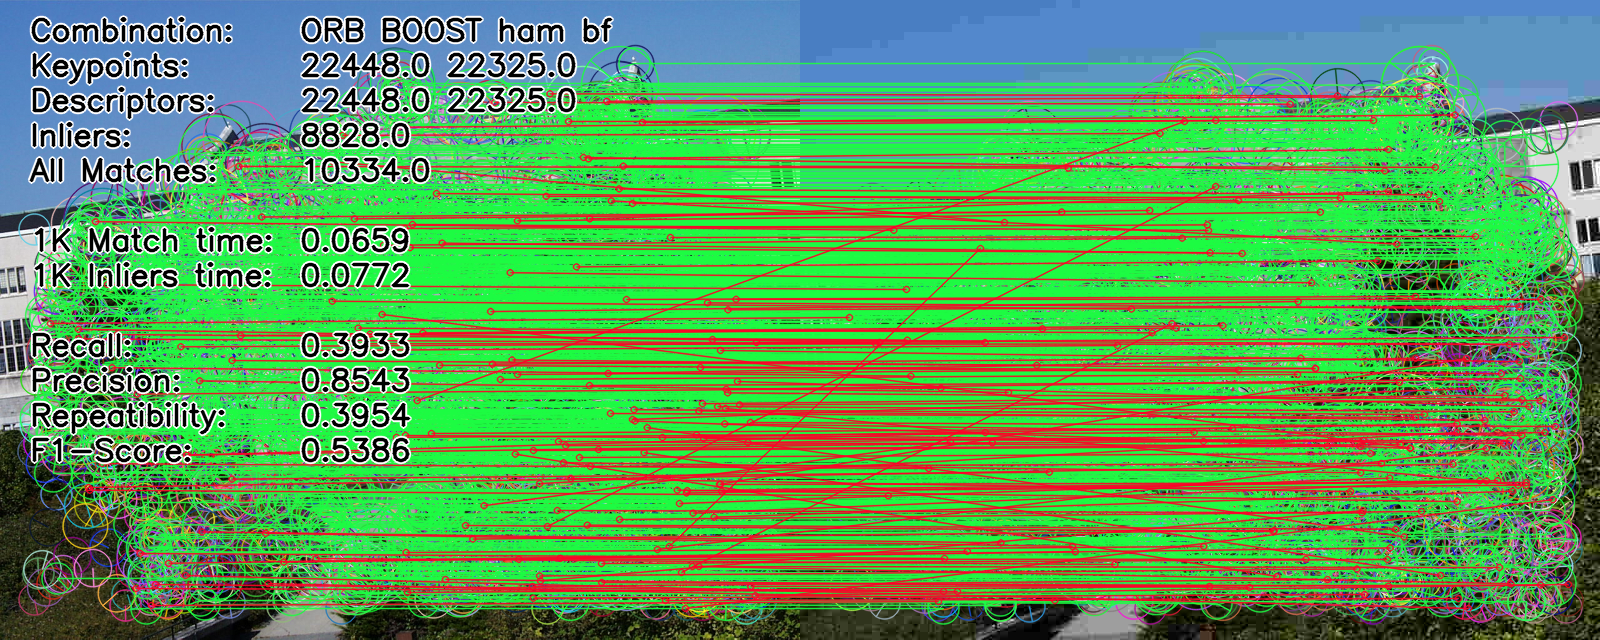 Combination: ORB BOOST ham bf
Keypoints: 22448.0 22325.0
Descriptors: 22448.0 22325.0
Inliers: 8828.0
All Matches: 10334.0
1K Match time: 0.0659
1K Inliers time: 0.0772
Recall: 0.3933
Precision: 0.8543
Repeatibility: 0.3954
F1-Score: 0.5386